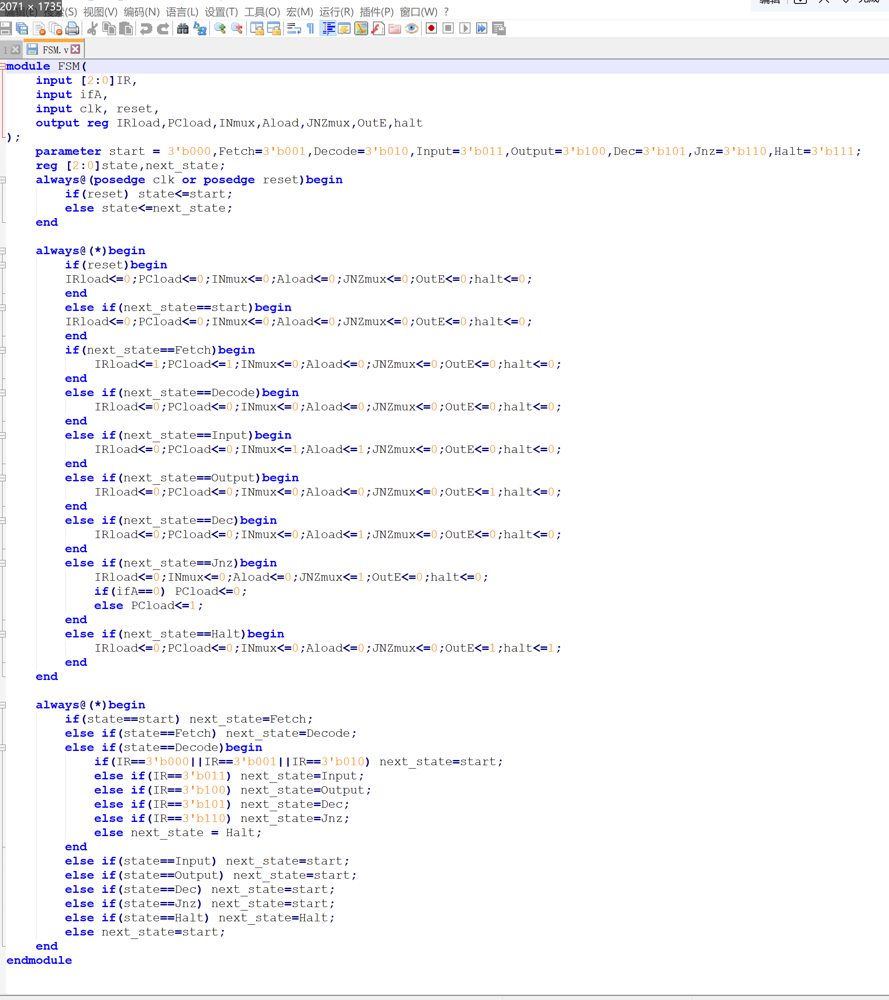 2071 × 1735
编辑(E) 搜索(S) 视图(V) 编码(N) 语言(L) 设置(T) 工具(O) 宏(M) 运行(R) 插件(P) 窗口(W) ?
编辑 完成
1 FSM.v
module FSM(
    input [2:0]IR,
    input ifA,
    input clk, reset,
    output reg IRload,PCload,INmux,Aload,JNZmux,OutE,halt
);
    parameter start = 3'b000,Fetch=3'b001,Decode=3'b010,Input=3'b011,Output=3'b100,Dec=3'b101,Jnz=3'b110,Halt=3'b111;
    reg [2:0]state,next_state;
    always@(posedge clk or posedge reset)begin
        if(reset) state<=start;
        else state<=next_state;
    end
    always@(*)begin
        if(reset)begin
        IRload<=0;PCload<=0;INmux<=0;Aload<=0;JNZmux<=0;OutE<=0;halt<=0;
        end
        else if(next_state==start)begin
        IRload<=0;PCload<=0;INmux<=0;Aload<=0;JNZmux<=0;OutE<=0;halt<=0;
        end
        if(next_state==Fetch)begin
            IRload<=1;PCload<=1;INmux<=0;Aload<=0;JNZmux<=0;OutE<=0;halt<=0;
        end
        else if(next_state==Decode)begin
            IRload<=0;PCload<=0;INmux<=0;Aload<=0;JNZmux<=0;OutE<=0;halt<=0;
        end
        else if(next_state==Input)begin
            IRload<=0;PCload<=0;INmux<=1;Aload<=1;JNZmux<=0;OutE<=0;halt<=0;
        end
        else if(next_state==Output)begin
            IRload<=0;PCload<=0;INmux<=0;Aload<=0;JNZmux<=0;OutE<=1;halt<=0;
        end
        else if(next_state==Dec)begin
            IRload<=0;PCload<=0;INmux<=0;Aload<=1;JNZmux<=0;OutE<=0;halt<=0;
        end
        else if(next_state==Jnz)begin
            IRload<=0;INmux<=0;Aload<=0;JNZmux<=1;OutE<=0;halt<=0;
            if(ifA==0) PCload<=0;
            else PCload<=1;
        end
        else if(next_state==Halt)begin
            IRload<=0;PCload<=0;INmux<=0;Aload<=0;JNZmux<=0;OutE<=1;halt<=1;
        end
    end
    always@(*)begin
        if(state==start) next_state=Fetch;
        else if(state==Fetch) next_state=Decode;
        else if(state==Decode)begin
            if(IR==3'b000||IR==3'b001||IR==3'b010) next_state=start;
            else if(IR==3'b011) next_state=Input;
            else if(IR==3'b100) next_state=Output;
            else if(IR==3'b101) next_state=Dec;
            else if(IR==3'b110) next_state=Jnz;
            else next_state = Halt;
        end
        else if(state==Input) next_state=start;
        else if(state==Output) next_state=start;
        else if(state==Dec) next_state=start;
        else if(state==Jnz) next_state=start;
        else if(state==Halt) next_state=Halt;
        else next_state=start;
    end
endmodule